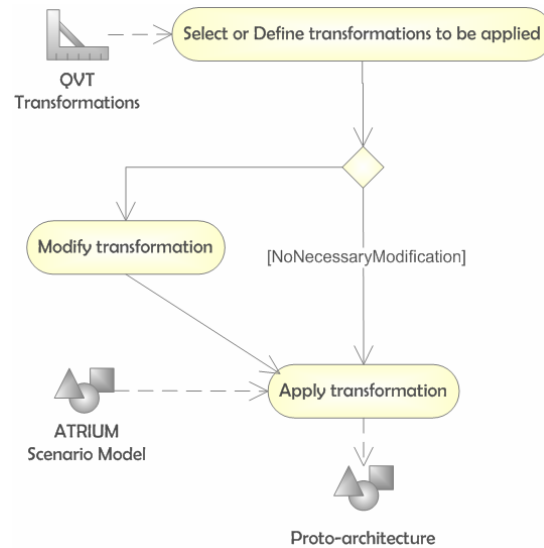 Select or Define transformations to be applied
QVT
Transformations
Modify transformation
[NoNecessaryModification]
Apply transformation
ATRIUM
Scenario Model
Proto-architecture